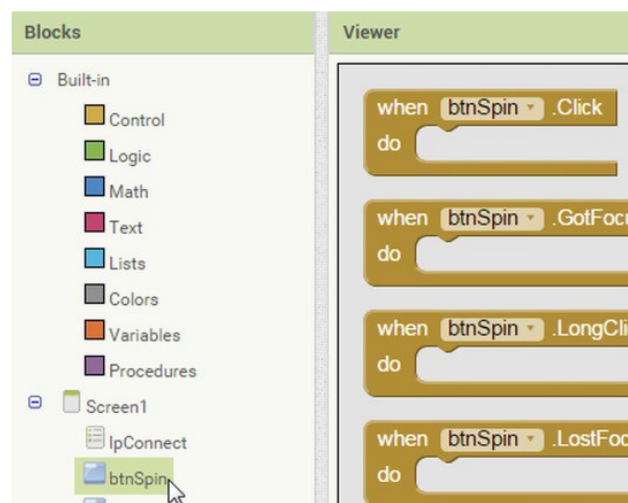 Blocks
Built-in
Control
Logic
Math
Text
Lists
Colors
Variables
Procedures
Screen1
lpConnect
btnSpin
Viewer
when btnSpin .Click
do
when btnSpin .GotFocu
do
when btnSpin .LongCli
do
when btnSpin .LostFoc
do